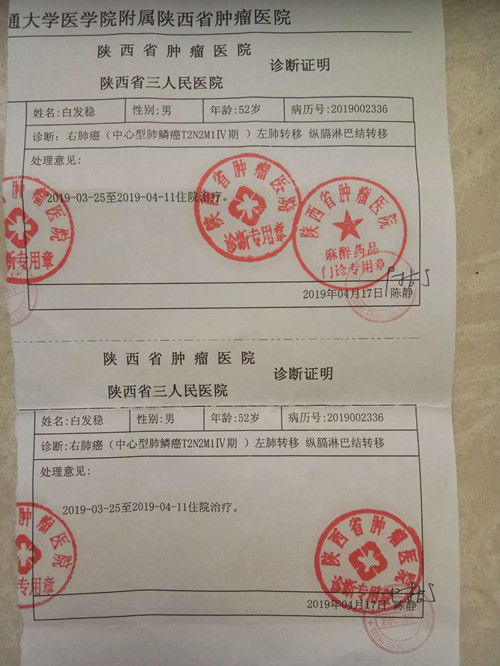 通大学医学院附属陕西省肿瘤医院
陕西省肿瘤医院
诊断证明
陕西省三人民医院
姓名:白发稳 性别:男 年龄:52岁 病历号:2019002336
诊断: 右肺癌（中心型肺鳞癌T2N2M1Ⅳ期 ）左肺转移 纵膈淋巴结转移
处理意见:
2019-03-25至2019-04-11住院治疗。
陕西省肿瘤医院
诊断专用章
陕西省肿瘤医院
麻醉药品
门诊专用章
省肿瘤医院
断专用章
2019年04月17日 陈静
陕西省肿瘤医院
诊断证明
陕西省三人民医院
姓名:白发稳 性别:男 年龄:52岁 病历号:2019002336
诊断:右肺癌（中心型肺鳞癌T2N2M1Ⅳ期 ）左肺转移 纵膈淋巴结转移
处理意见:
2019-03-25至2019-04-11住院治疗。
肿瘤医院
专用章
陕西省肿瘤医院
2019年04月17日 陈静